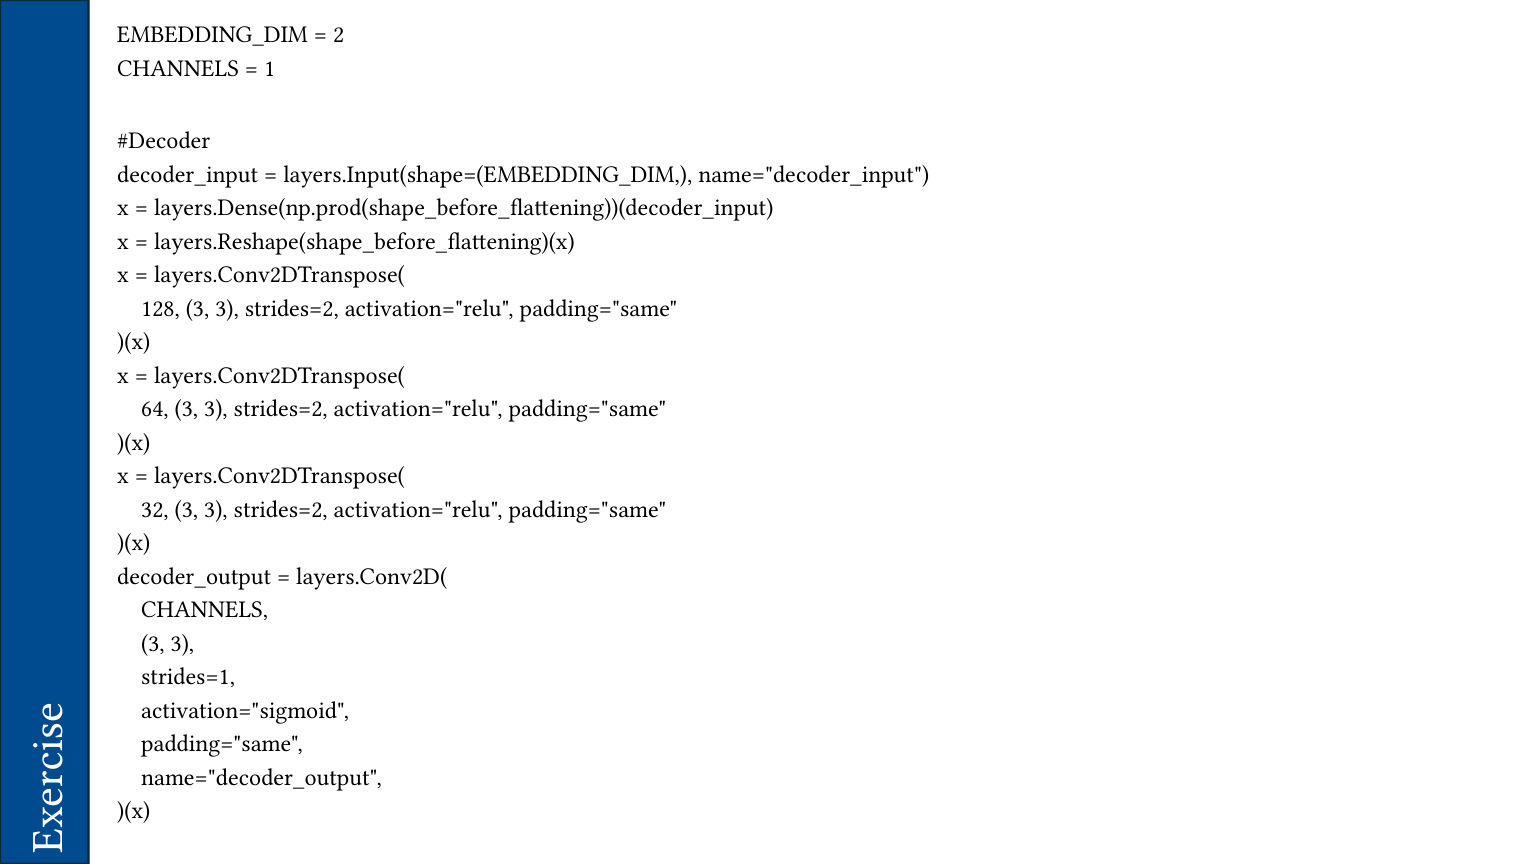 EMBEDDING_DIM = 2
CHANNELS = 1
#Decoder
decoder_input = layers.Input(shape=(EMBEDDING_DIM,), name="decoder_input")
x = layers.Dense(np.prod(shape_before_flattening))(decoder_input)
x = layers.Reshape(shape_before_flattening)(x)
x = layers.Conv2DTranspose(
128, (3, 3), strides=2, activation="relu", padding="same"
)(x)
x = layers.Conv2DTranspose(
64, (3, 3), strides=2, activation="relu", padding="same"
)(x)
x = layers.Conv2DTranspose(
32, (3, 3), strides=2, activation="relu", padding="same"
)(x)
decoder_output = layers.Conv2D(
CHANNELS,
(3, 3),
strides=1,
activation="sigmoid",
padding="same",
name="decoder_output",
)(x)
Exercise